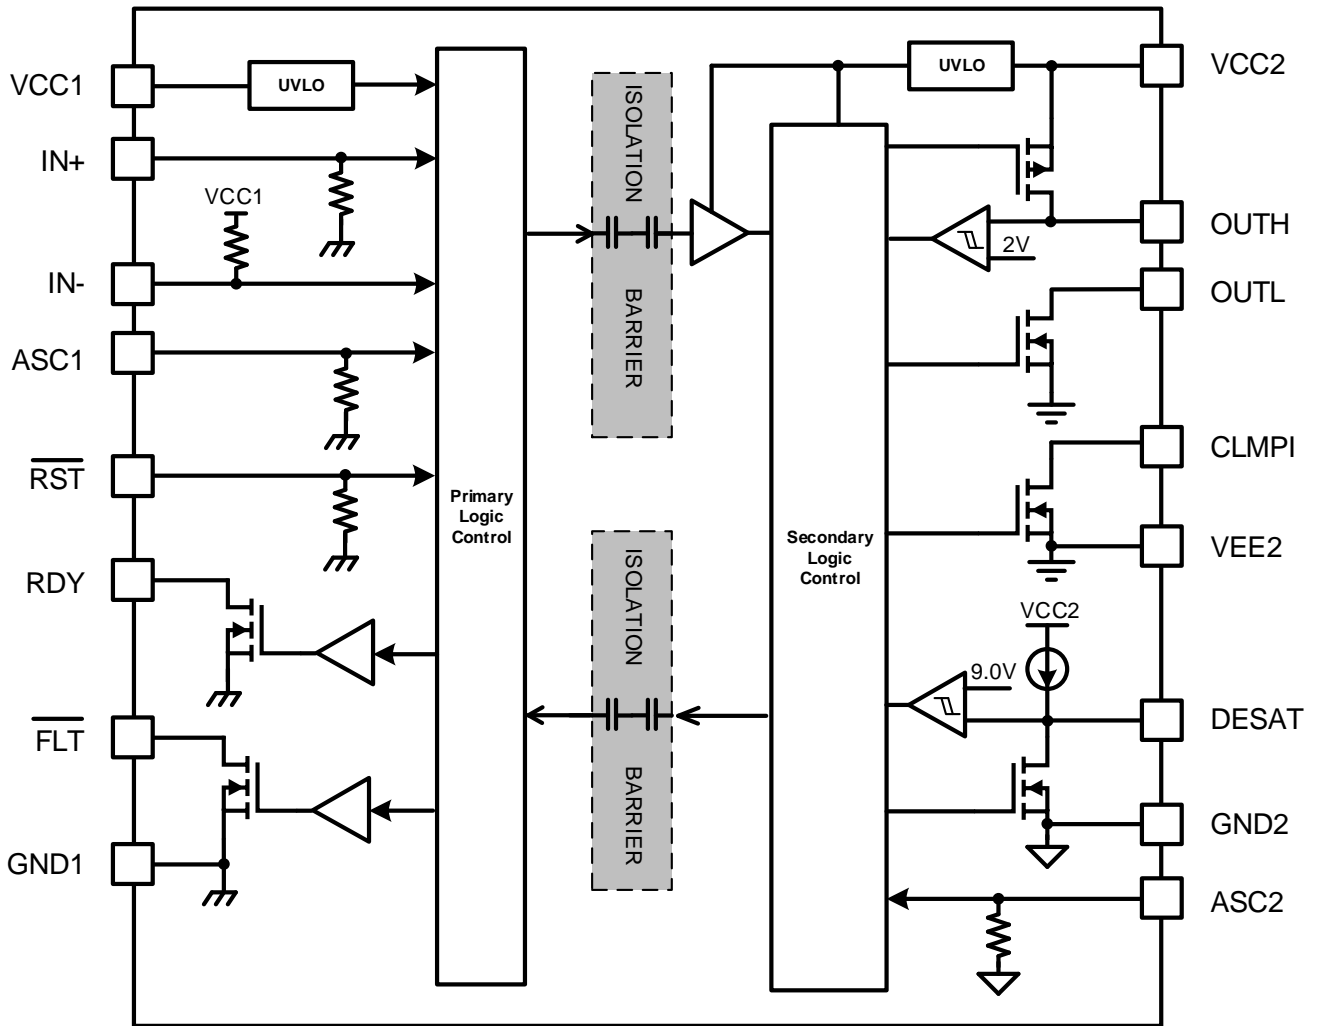 VCC1
UVLO
IN+
VCC1
IN-
ASC1
RST
RDY
FLT
GND1
Primary
Logic
Control
ISOLATION
BARRIER
ISOLATION
BARRIER
Secondary
Logic
Control
UVLO
VCC2
OUTH
2V
OUTL
CLMPI
VEE2
VCC2
9.0V
DESAT
GND2
ASC2